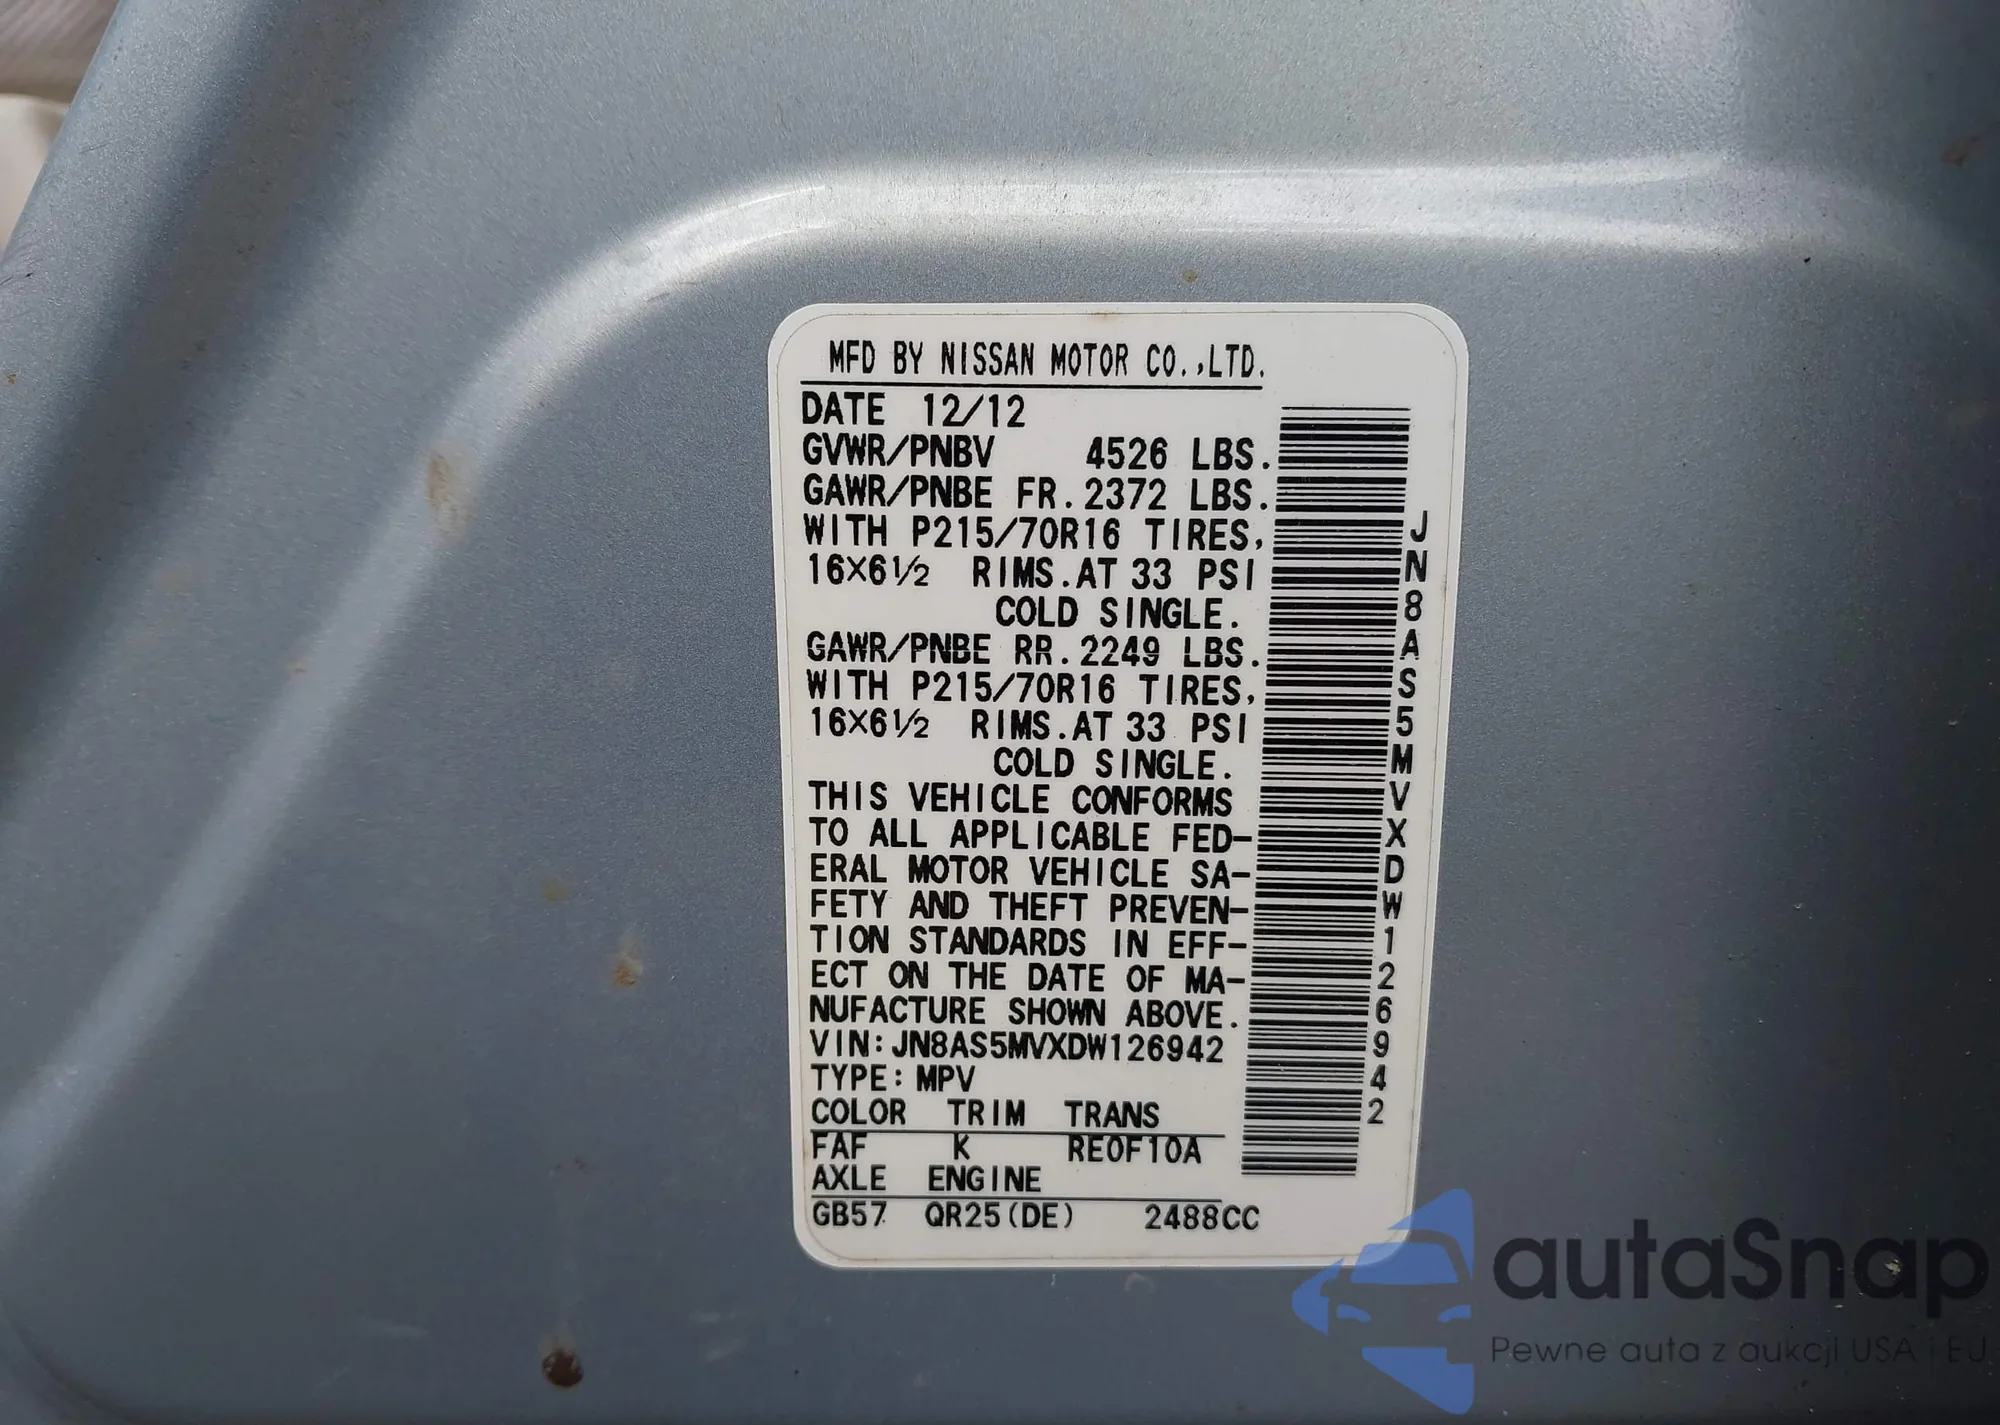 MFD BY NISSAN MOTOR CO.,LTD.
DATE 12/12
GVWR/PNBV 4526 LBS.
GAWR/PNBE FR.2372 LBS.
WITH P215/70R16 TIRES,
16×6½ RIMS.AT 33 PSI
COLD SINGLE.
GAWR/PNBE RR.2249 LBS.
WITH P215/70R16 TIRES,
16×6½ RIMS.AT 33 PSI
COLD SINGLE.
THIS VEHICLE CONFORMS
TO ALL APPLICABLE FED-
ERAL MOTOR VEHICLE SA-
FETY AND THEFT PREVEN-
TION STANDARDS IN EFF-
ECT ON THE DATE OF MA-
NUFACTURE SHOWN ABOVE.
VIN:JN8AS5MVXDW126942
TYPE:MPV
COLOR TRIM TRANS
FAF K RE0F10A
AXLE ENGINE
GB57 QR25(DE) 2488CC
JN8AS5MVXDW126942
autaSnap
Pewne auta z aukcji USA i EU